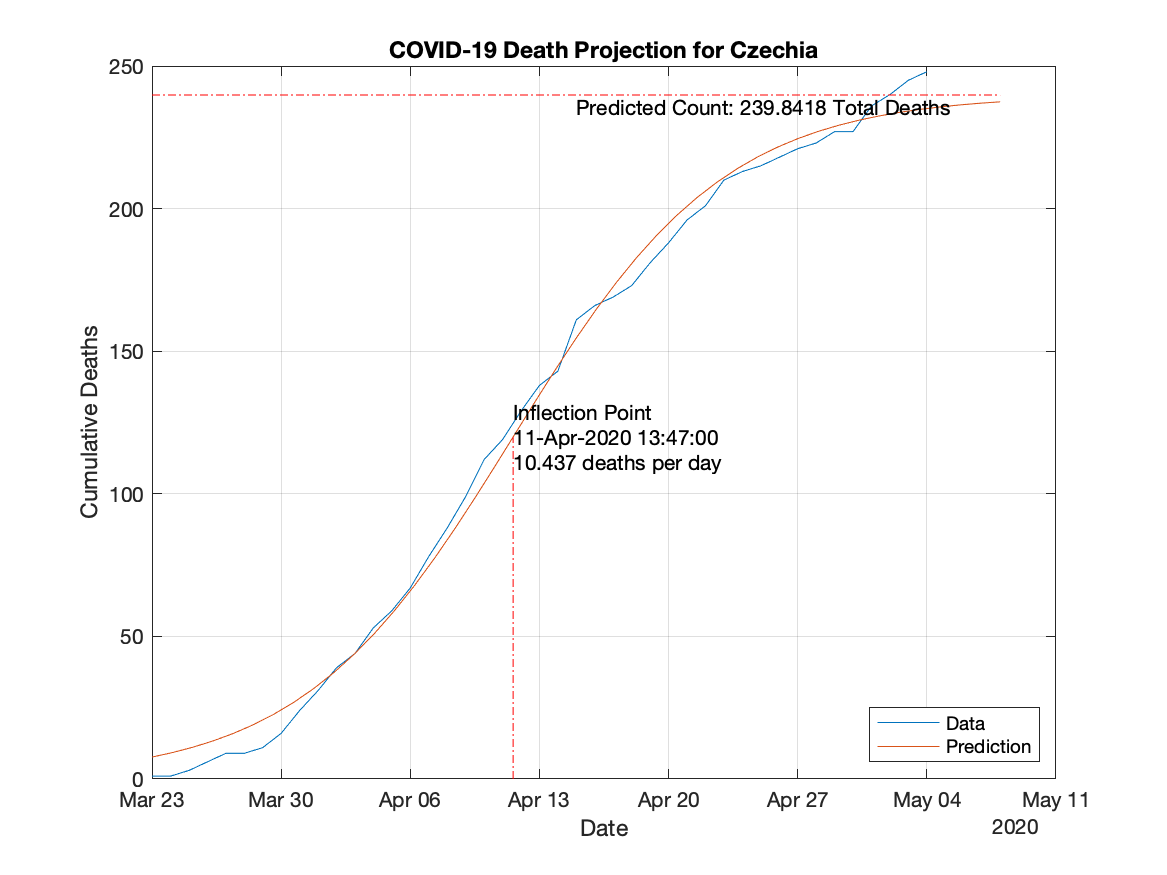 COVID-19 Death Projection for Czechia
250
200
150
100
50
0
Cumulative Deaths
Predicted Count: 239.8418 Total Deaths
Inflection Point
11-Apr-2020 13:47:00
10.437 deaths per day
Data
Prediction
Mar 23 Mar 30 Apr 06 Apr 13 Apr 20 Apr 27 May 04 May 11
Date
2020